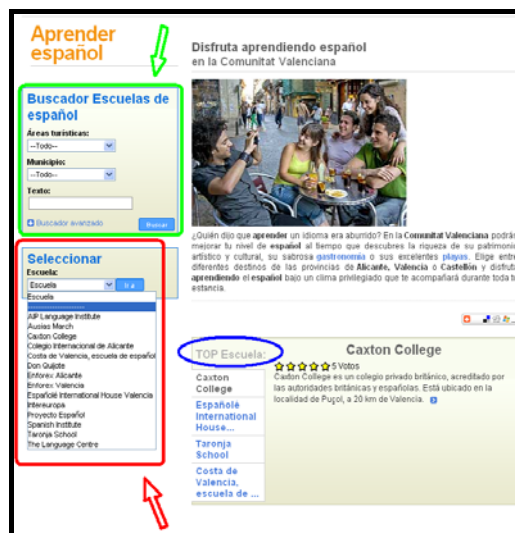 Aprender
español
Buscador Escuelas de
español
Áreas turísticas:
--Todo--
Municipio:
--Todo--
Texto:
Buscador avanzado
Buscar
Seleccionar
Escuela:
Escuela
Ir a
Escuela
--------------------
AIP Language Institute
Ausias March
Caxton College
Colegio Internacional de Alicante
Costa de Valencia, escuela de español
Don Quijote
Enforex Alicante
Enforex Valencia
Españolé International House Valencia
Intereuropa
Proyecto Español
Spanish Institute
Taronja School
The Language Centre
Disfruta aprendiendo español
en la Comunitat Valenciana
¿Quién dijo que aprender un idioma era aburrido? En la Comunitat Valenciana podrás
mejorar tu nivel de español al tiempo que descubres la riqueza de su patrimonio
artístico y cultural, su sabrosa gastronomía o sus excelentes playas. Elige entre
diferentes destinos de las provincias de Alicante, Valencia o Castellón y disfruta
aprendiendo el español bajo un clima privilegiado que te acompañará durante toda tu
estancia.
TOP Escuela:
Caxton
College
Españolé
International
House...
Taronja
School
Costa de
Valencia,
escuela de ...
Caxton College
5 Votos
Caxton College es un colegio privado británico, acreditado por
las autoridades británicas y españolas. Está ubicado en la
localidad de Puçol, a 20 km de Valencia.